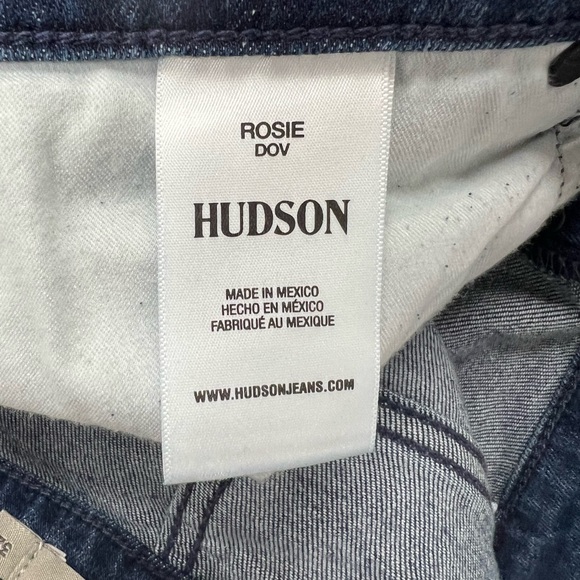 ROSIE
DOV
HUDSON
MADE IN MEXICO
HECHO EN MÉXICO
FABRIQUÉ AU MEXIQUE
WWW.HUDSONJEANS.COM